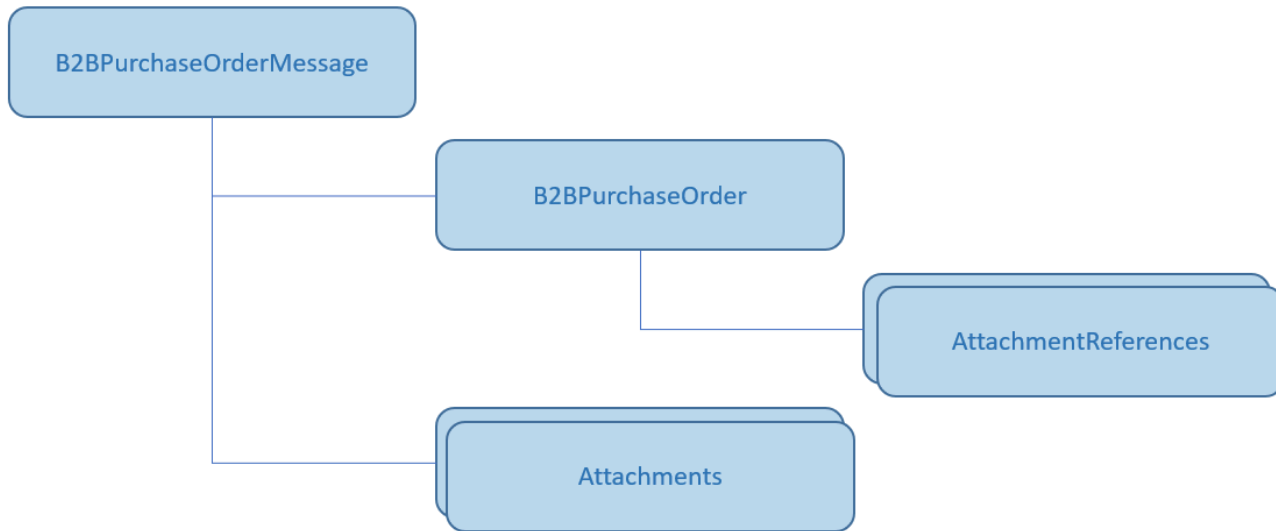 B2BPurchaseOrderMessage
B2BPurchaseOrder
AttachmentReferences
Attachments